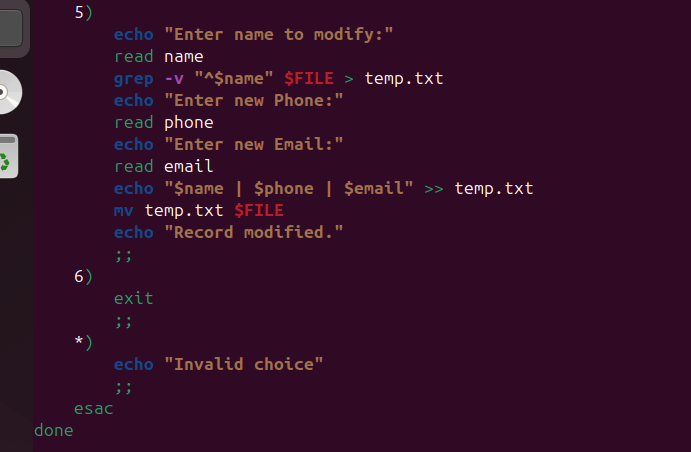 5)
echo "Enter name to modify:"
read name
grep -v "^$name" $FILE > temp.txt
echo "Enter new Phone:"
read phone
echo "Enter new Email:"
read email
echo "$name | $phone | $email" >> temp.txt
mv temp.txt $FILE
echo "Record modified."
;;
6)
exit
;;
*)
echo "Invalid choice"
;;
esac
done